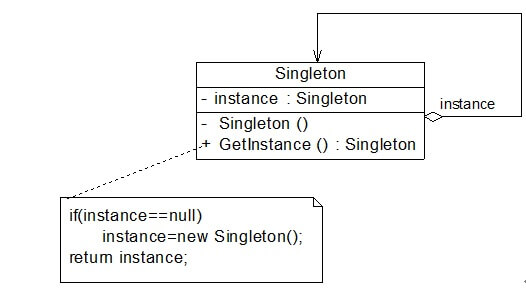 Singleton
- instance : Singleton
instance
- Singleton ()
+ GetInstance () : Singleton
if(instance==null)
instance=new Singleton();
return instance;